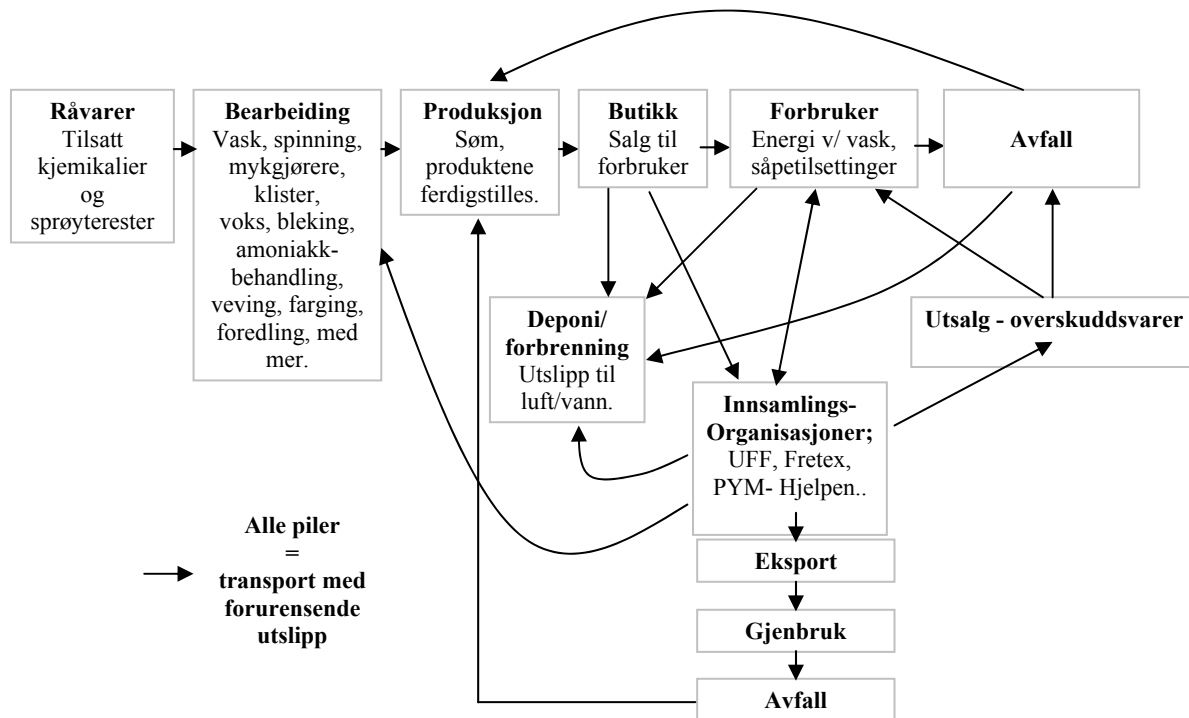 Råvarer
Tilsatt
kjemikalier
og
sprøyterester
Bearbeiding
Vask, spinning,
mykgjørere,
klister,
voks, bleking,
amoniakk-
behandling,
veving, farging,
foredling, med
mer.
Produksjon
Søm,
produktene
ferdigstilles.
Butikk
Salg til
forbruker
Forbruker
Energi v/ vask,
såpetilsettinger
Avfall
Deponi/
forbrenning
Utslipp til
luft/vann.
Utsalg - overskuddsvarer
Innsamlings-
Organisasjoner;
UFF, Fretex,
PYM- Hjelpen..
Eksport
Gjenbruk
Avfall
Alle piler
=
transport med
forurensende
utslipp